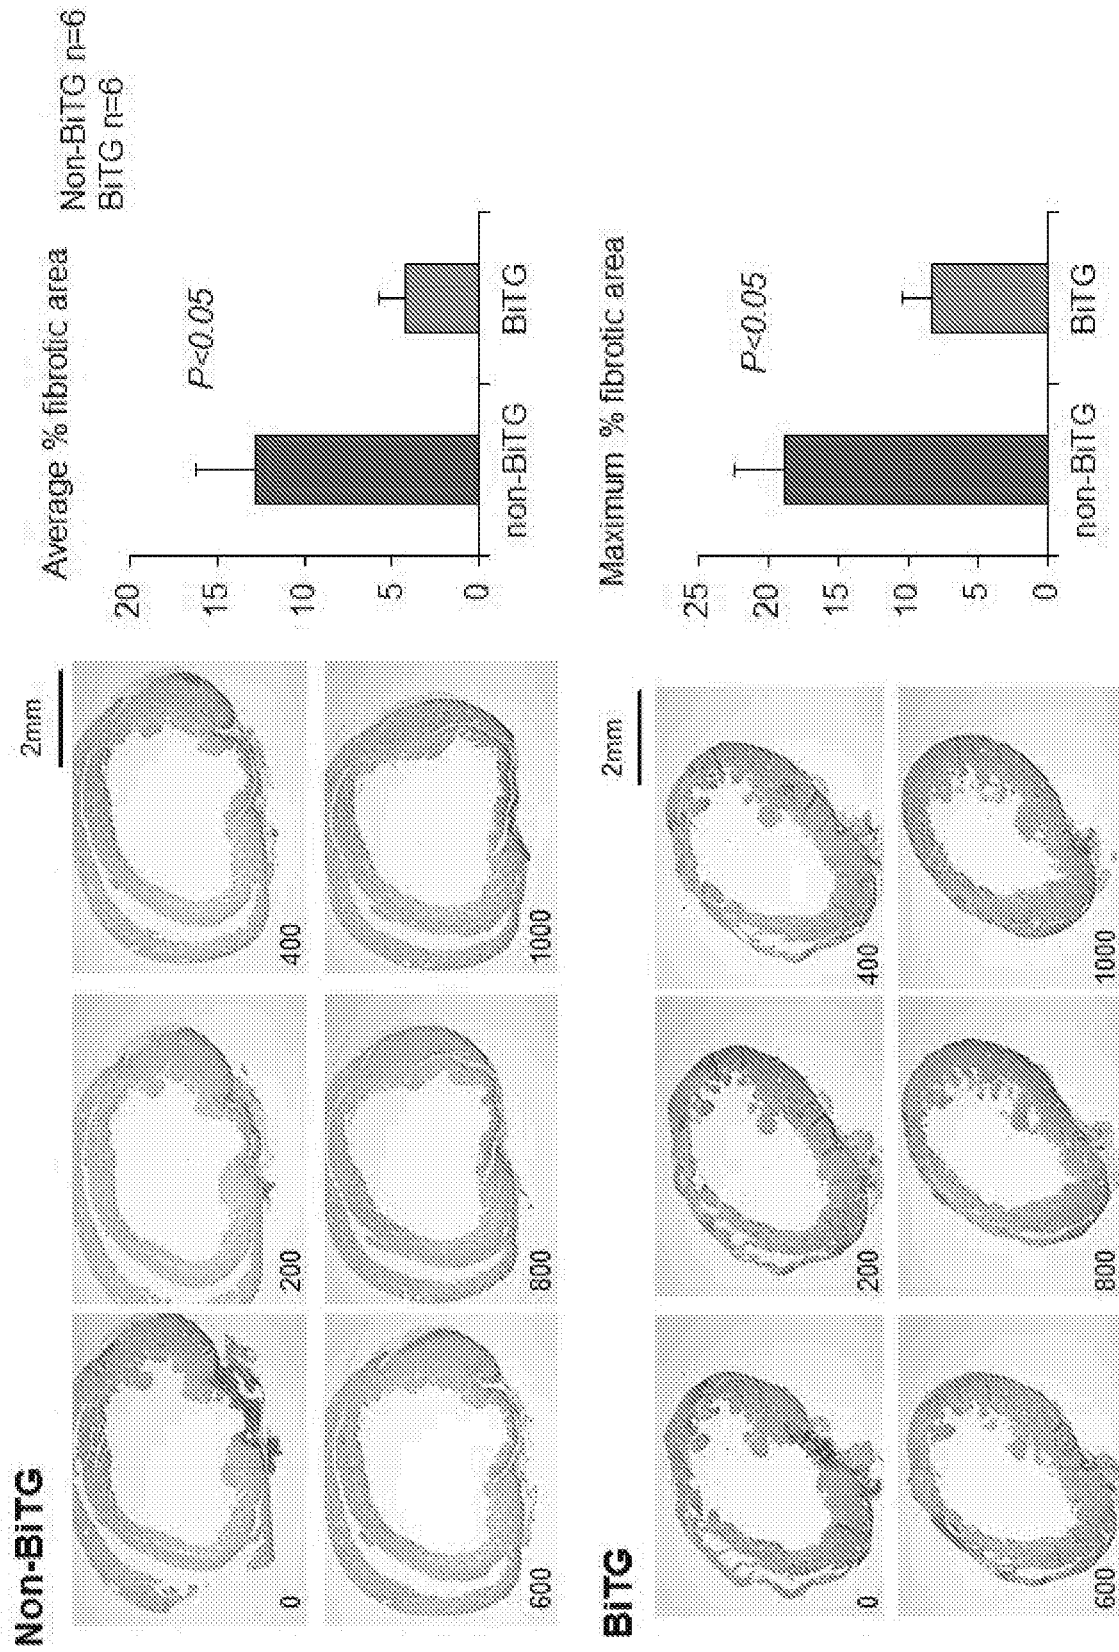 Non-BiTG
2mm
0
200
400
600
800
1000
Average % fibrotic area
Non-BiTG n=6
BiTG n=6
20
15
10
5
0
P<0.05
non-BiTG
BiTG
BiTG
2mm
0
200
400
600
800
1000
Maximum % fibrotic area
25
20
15
10
5
0
P<0.05
non-BiTG
BiTG